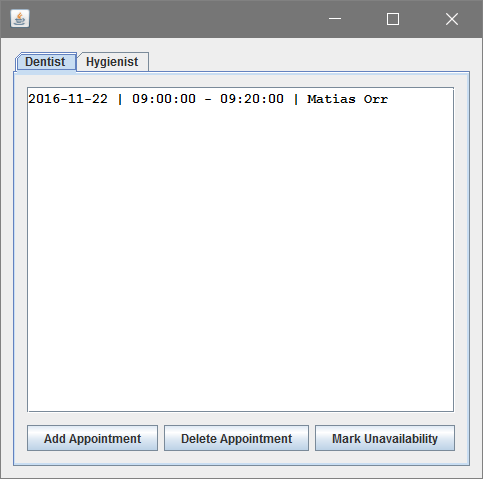 Dentist Hygienist
2016-11-22 | 09:00:00 - 09:20:00 | Matias Orr
Add Appointment Delete Appointment Mark Unavailability